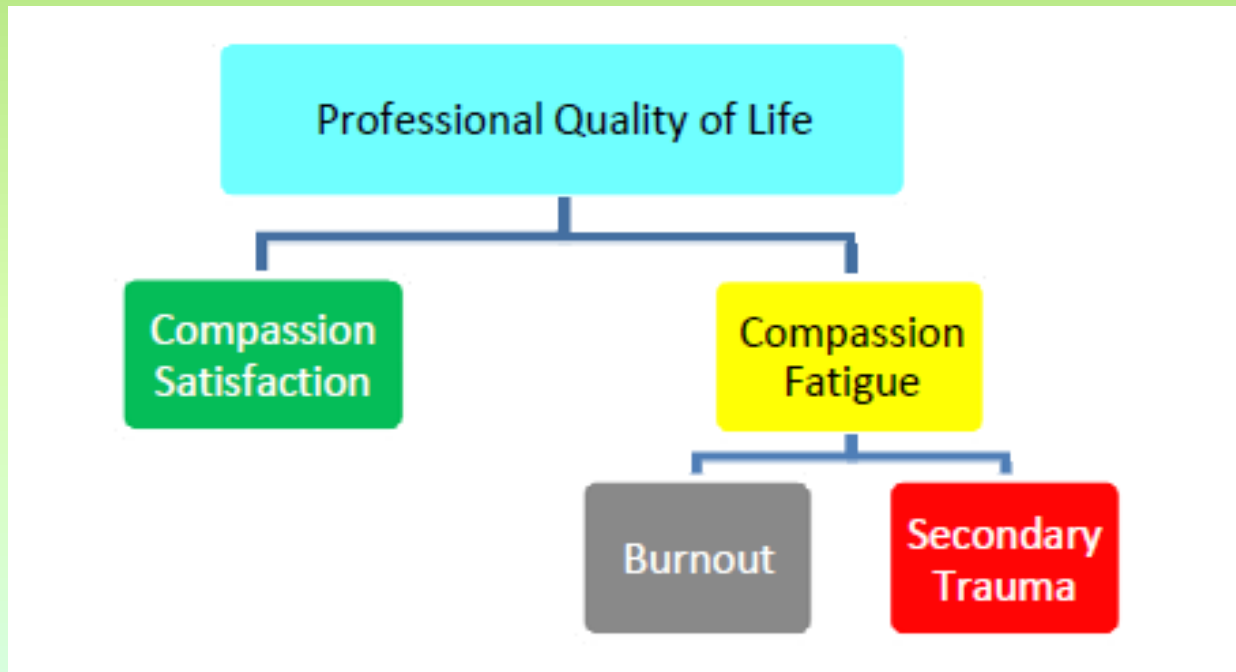 Professional Quality of Life
Compassion
Satisfaction
Compassion
Fatigue
Burnout
Secondary
Trauma